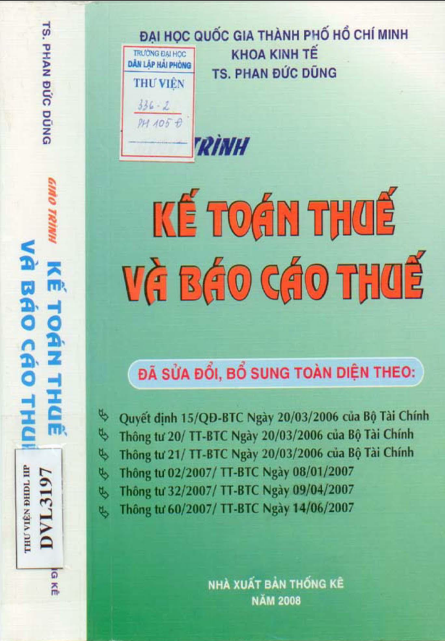 ĐẠI HỌC QUỐC GIA THÀNH PHỐ HỒ CHÍ MINH
KHOA KINH TẾ
TS. PHAN ĐỨC DŨNG
TRƯỜNG ĐẠI HỌC
DÂN LẬP HẢI PHÒNG
THƯ VIỆN
336-2
PH 105 Đ
TRÌNH
KẾ TOÁN THUẾ
VÀ BÁO CÁO THUẾ
ĐÃ SỬA ĐỔI, BỔ SUNG TOÀN DIỆN THEO:
Quyết định 15/QĐ-BTC Ngày 20/03/2006 của Bộ Tài Chính
Thông tư 20/ TT-BTC Ngày 20/03/2006 của Bộ Tài Chính
Thông tư 21/ TT-BTC Ngày 20/03/2006 của Bộ Tài Chính
Thông tư 02/2007/ TT-BTC Ngày 08/01/2007
Thông tư 32/2007/ TT-BTC Ngày 09/04/2007
Thông tư 60/2007/ TT-BTC Ngày 14/06/2007
NHÀ XUẤT BẢN THỐNG KÊ
NĂM 2008
TS. PHAN ĐỨC DŨNG
GIÁO TRÌNH
KẾ TOÁN THUẾ
VÀ BÁO CÁO THU
THƯ VIỆN ĐHDL HP
DVL3197
NG KÊ